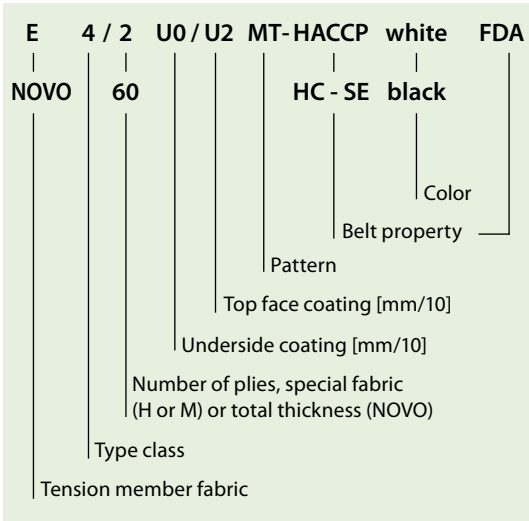 E 4 / 2 U0 / U2 MT- HACCP white FDA
NOVO 60 HC - SE black
Color
Belt property
Pattern
Top face coating [mm/10]
Underside coating [mm/10]
Number of plies, special fabric
(H or M) or total thickness (NOVO)
Type class
Tension member fabric